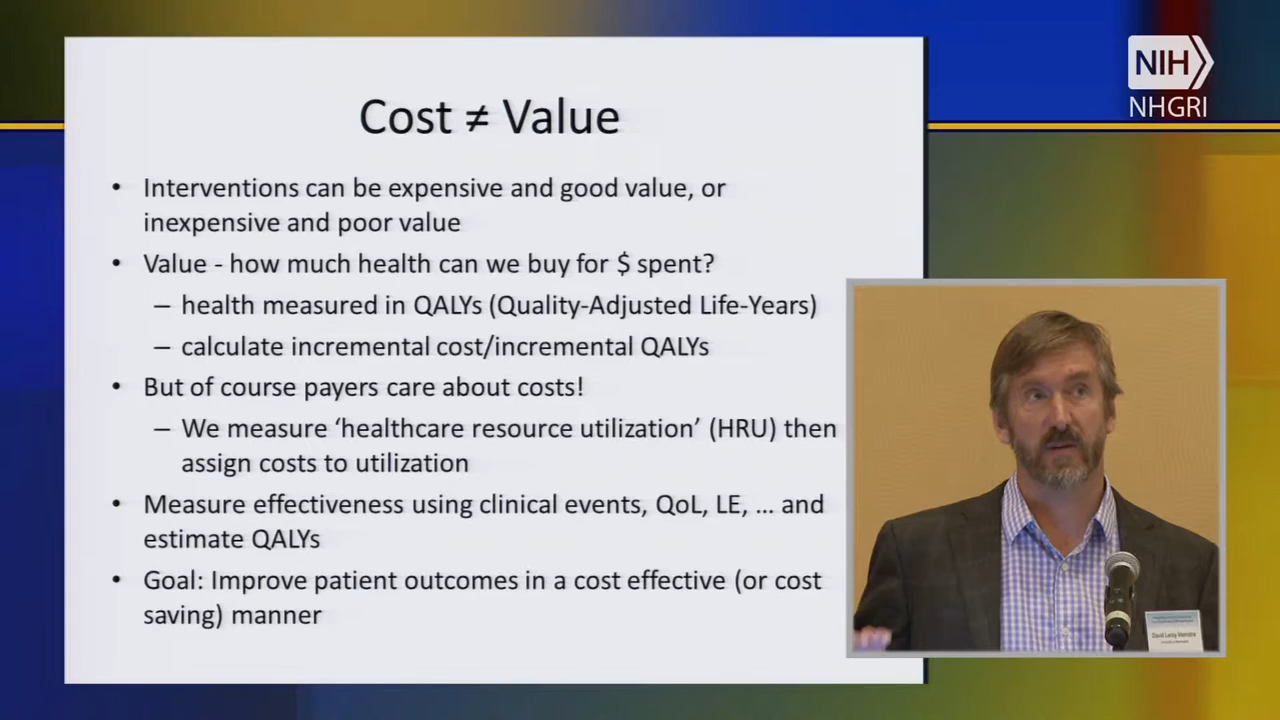 NIH
NHGRI
Cost ≠ Value
• Interventions can be expensive and good value, or
inexpensive and poor value
• Value - how much health can we buy for $ spent?
– health measured in QALYs (Quality-Adjusted Life-Years)
– calculate incremental cost/incremental QALYs
• But of course payers care about costs!
– We measure ‘healthcare resource utilization’ (HRU) then
assign costs to utilization
• Measure effectiveness using clinical events, QoL, LE, ... and
estimate QALYs
• Goal: Improve patient outcomes in a cost effective (or cost
saving) manner
David